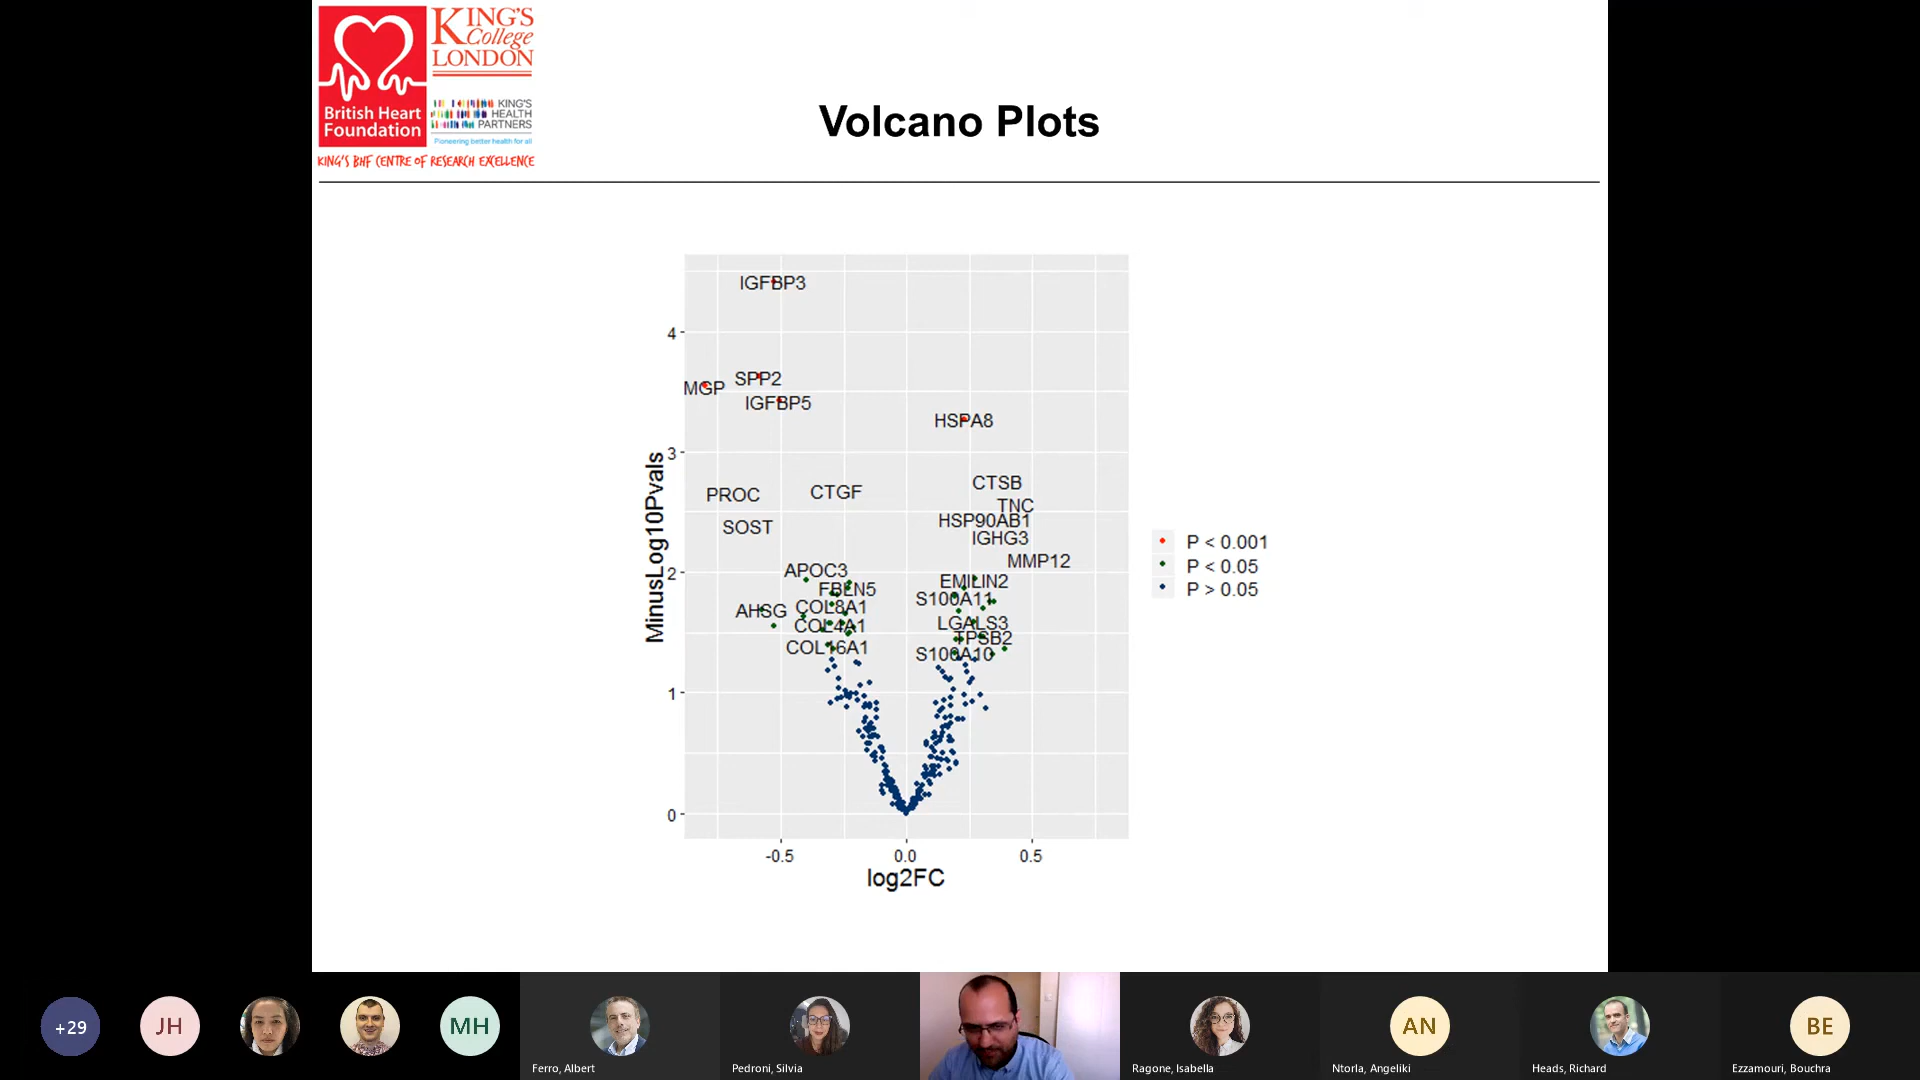 KING'S
College
LONDON
British Heart
Foundation
KING'S
HEALTH
PARTNERS
Pioneering better health for all
KING'S BHF CENTRE OF RESEARCH EXCELLENCE
Volcano Plots
IGFBP3
4
SPP2
MGP
IGFBP5
HSPA8
3
CTSB
PROC
CTGF
TNC
HSP90AB1
SOST
IGHG3
MMP12
2
APOC3
EMILIN2
FBLN5
S100A11
COL8A1
AHSG
LGALS3
COL4A1
TPSB2
COL16A1
S100A10
1
0
-0.5
0.0
0.5
log2FC
MinusLog10Pvals
P < 0.001
P < 0.05
P > 0.05
+29
JH
MH
AN
BE
Ferro, Albert
Pedroni, Silvia
Ragone, Isabella
Ntorla, Angeliki
Heads, Richard
Ezzamouri, Bouchra